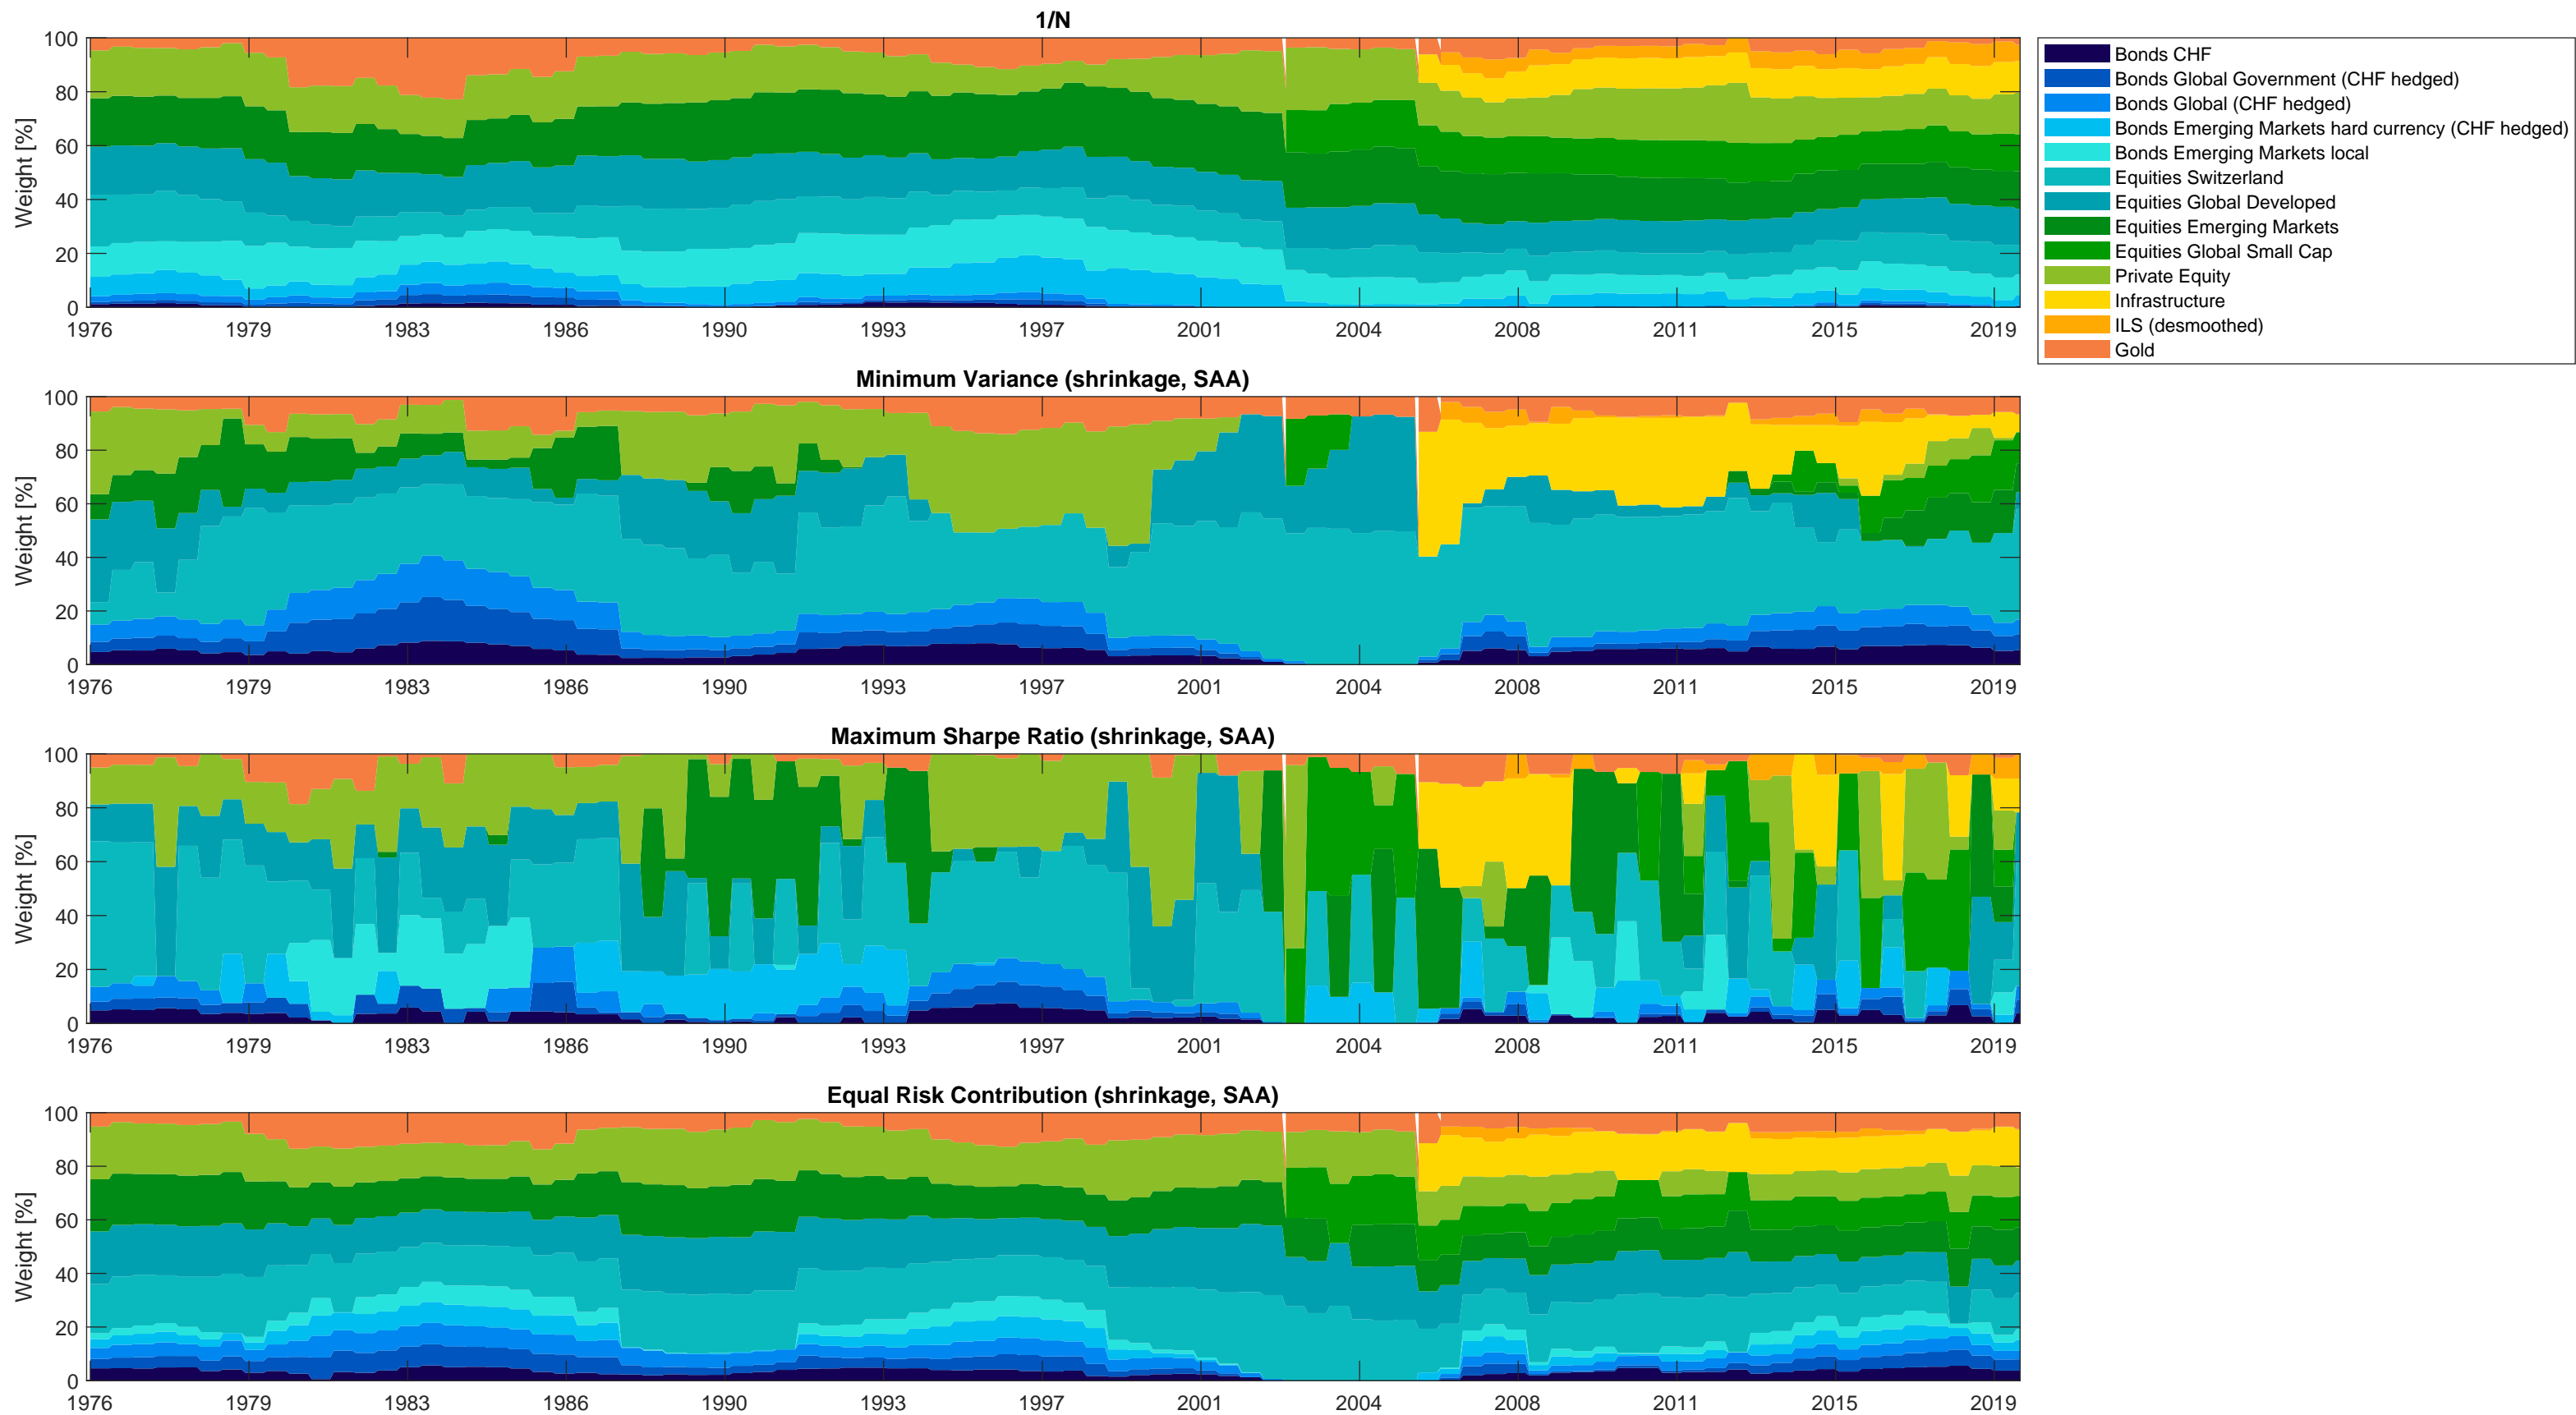 1/N
100
80
60
40
20
0
Weight [%]
1976 1979 1983 1986 1990 1993 1997 2001 2004 2008 2011 2015 2019
Bonds CHF
Bonds Global Government (CHF hedged)
Bonds Global (CHF hedged)
Bonds Emerging Markets hard currency (CHF hedged)
Bonds Emerging Markets local
Equities Switzerland
Equities Global Developed
Equities Emerging Markets
Equities Global Small Cap
Private Equity
Infrastructure
ILS (desmoothed)
Gold
Minimum Variance (shrinkage, SAA)
100
80
60
40
20
0
Weight [%]
1976 1979 1983 1986 1990 1993 1997 2001 2004 2008 2011 2015 2019
Maximum Sharpe Ratio (shrinkage, SAA)
100
80
60
40
20
0
Weight [%]
1976 1979 1983 1986 1990 1993 1997 2001 2004 2008 2011 2015 2019
Equal Risk Contribution (shrinkage, SAA)
100
80
60
40
20
0
Weight [%]
1976 1979 1983 1986 1990 1993 1997 2001 2004 2008 2011 2015 2019